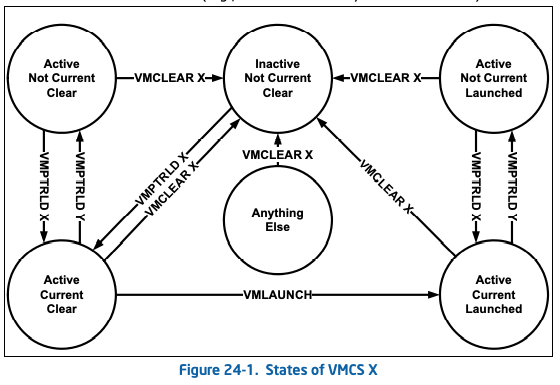 Active
Not Current
Clear
VMCLEAR X
Inactive
Not Current
Clear
VMCLEAR X
Active
Not Current
Launched
VMPTRLD X
VMPTRLD Y
VMPTRLD X
VMCLEAR X
VMCLEAR X
Anything
Else
VMCLEAR X
VMPTRLD X
VMPTRLD Y
Active
Current
Clear
VMLAUNCH
Active
Current
Launched
Figure 24-1. States of VMCS X